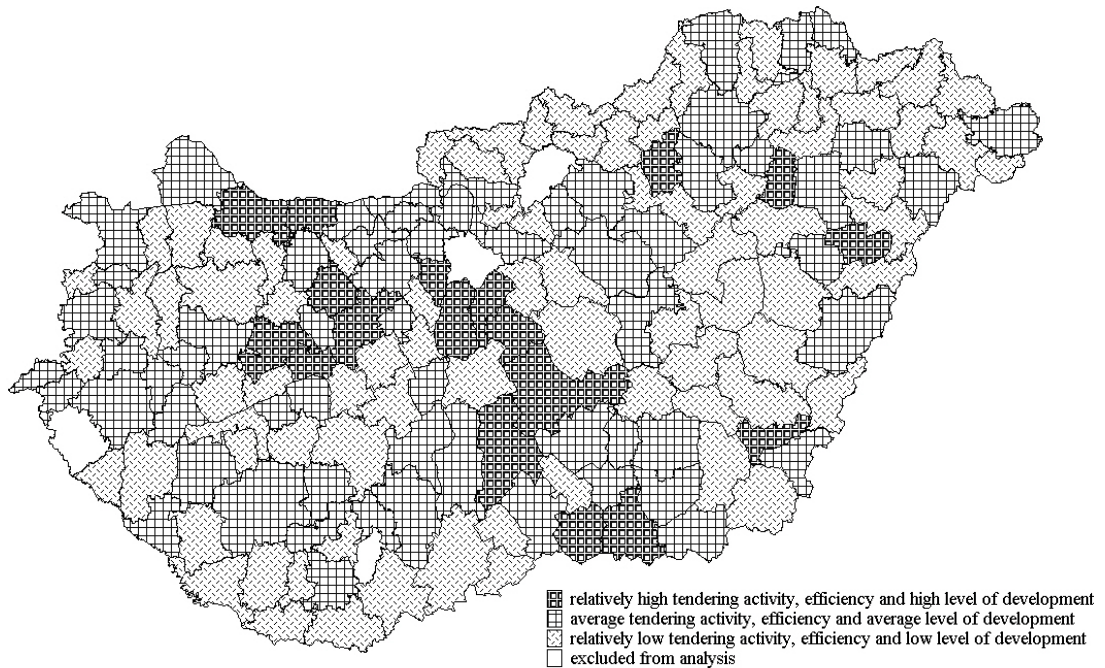 relatively high tendering activity, efficiency and high level of development
average tendering activity, efficiency and average level of development
relatively low tendering activity, efficiency and low level of development
excluded from analysis